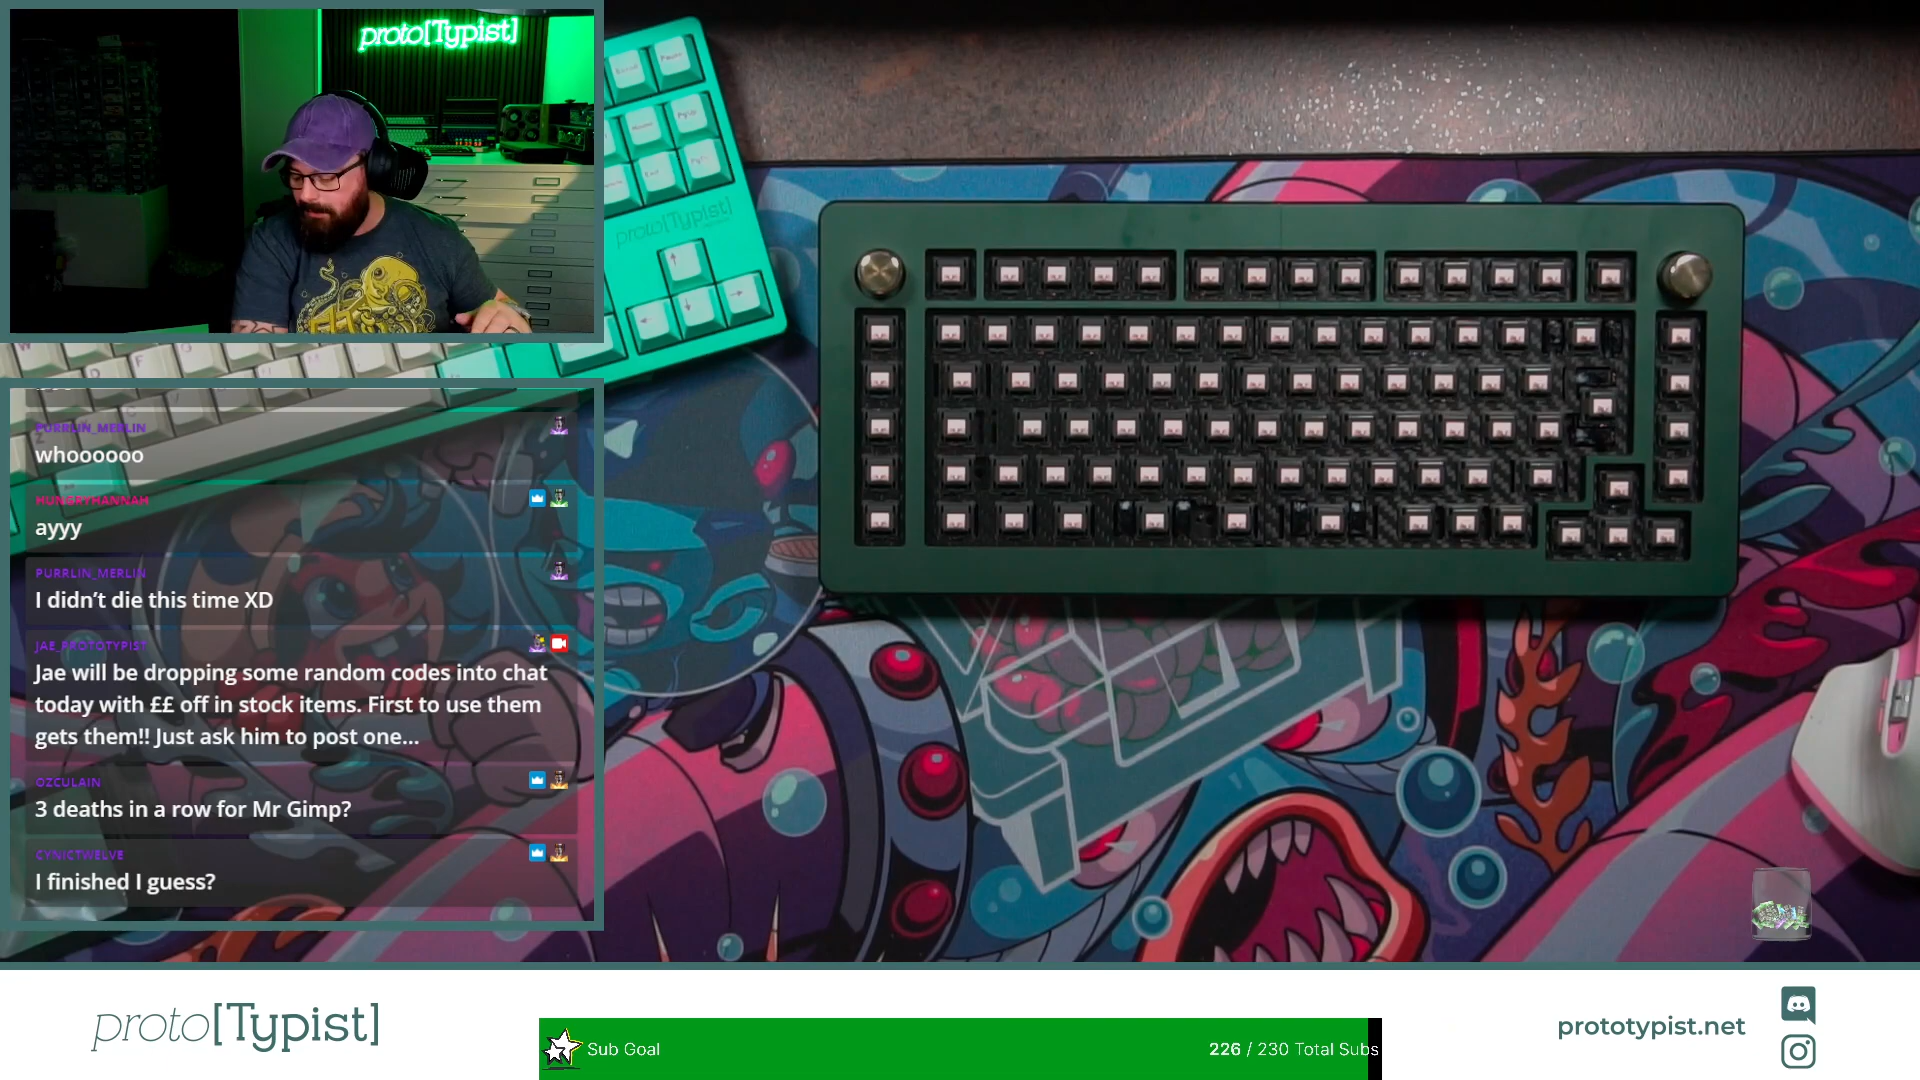 proto[Typist]
proto[Typist]
PURRLIN_MERLIN
whoooooo
HUNGRYHANNAH
ayyy
PURRLIN_MERLIN
I didn't die this time XD
JAE_PROTOTYPIST
Jae will be dropping some random codes into chat
today with ££ off in stock items. First to use them
gets them!! Just ask him to post one...
OZCULAIN
3 deaths in a row for Mr Gimp?
CYNICTWELVE
I finished I guess?
proto[Typist]
Sub Goal
226 / 230 Total Subs
prototypist.net